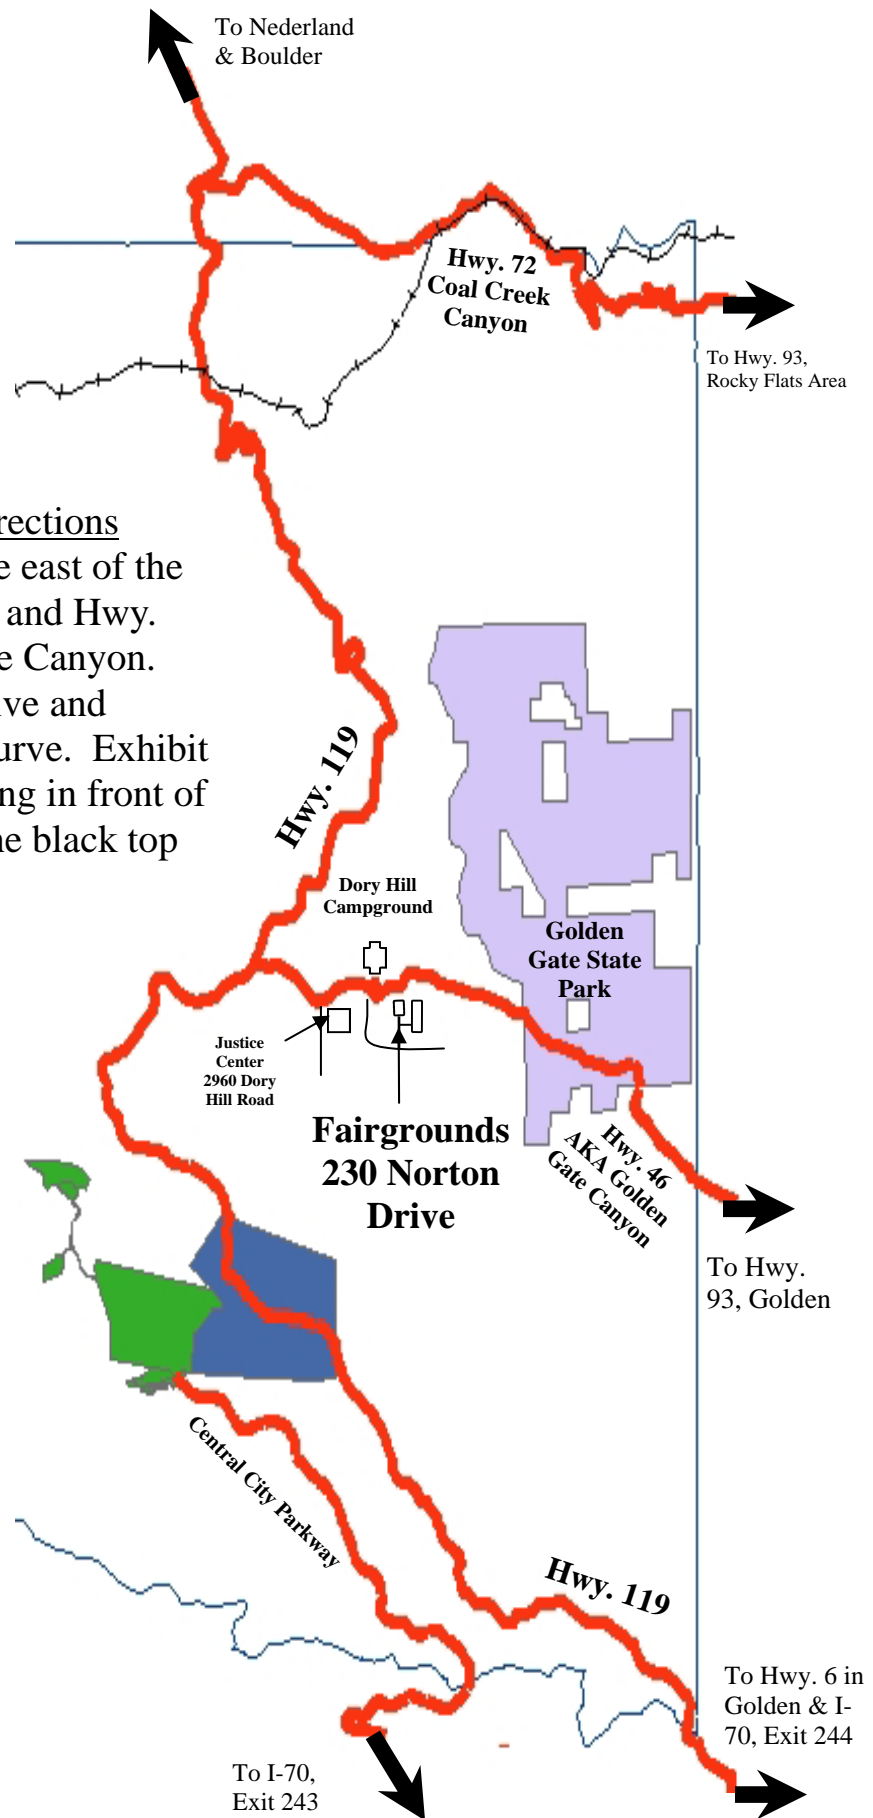 To Nederland
& Boulder
Hwy. 72
Coal Creek
Canyon
To Hwy. 93,
Rocky Flats Area
rections
e east of the
and Hwy.
e Canyon.
ive and
urve.  Exhibit
ng in front of
ne black top
Hwy. 119
Dory Hill
Campground
Golden
Gate State
Park
Justice
Center
2960 Dory
Hill Road
Fairgrounds
230 Norton
Drive
Hwy. 46
AKA Golden
Gate Canyon
To Hwy.
93, Golden
Central City Parkway
Hwy. 119
To Hwy. 6 in
Golden & I-
70, Exit 244
To I-70,
Exit 243